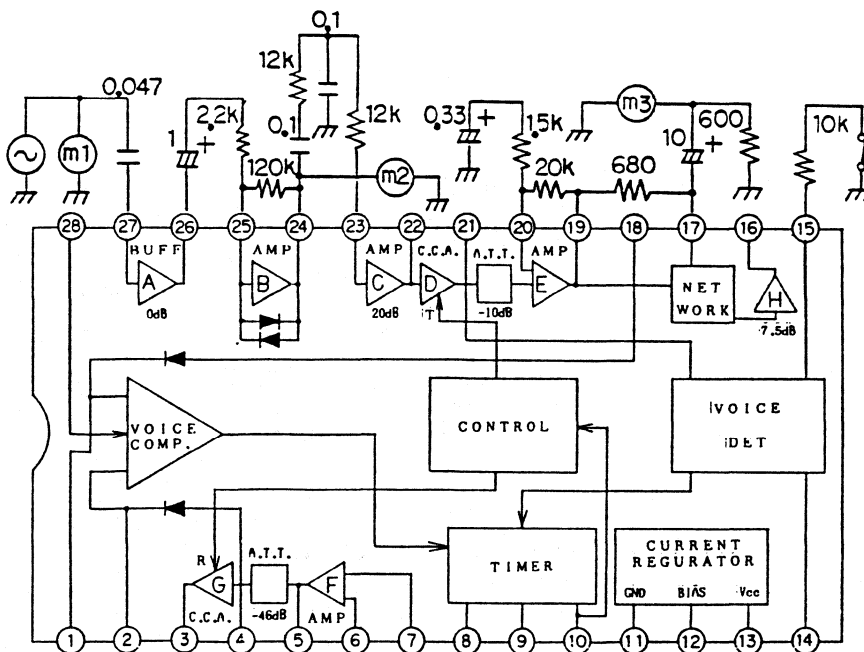 0.1
12k
0.047
2.2k
0.1
12k
0.33 +
1.5k
m3
600
10k
1
+
120k
m1
m2
20k
680
10
+
28 27 26 25 24 23 22 21 20 19 18 17 16 15
BUFF
AMP
AMP
C.C.A.
A.T.T.
AMP
A
B
C
D
E
NET
WORK
H
0dB
20dB
T
-10dB
-7.5dB
VOICE
COMP.
CONTROL
VOICE
DET
R
A.T.T.
G
F
TIMER
CURRENT
REGURATOR
GND BIAS Vcc
C.C.A.
-46dB
AMP
1 2 3 4 5 6 7 8 9 10 11 12 13 14